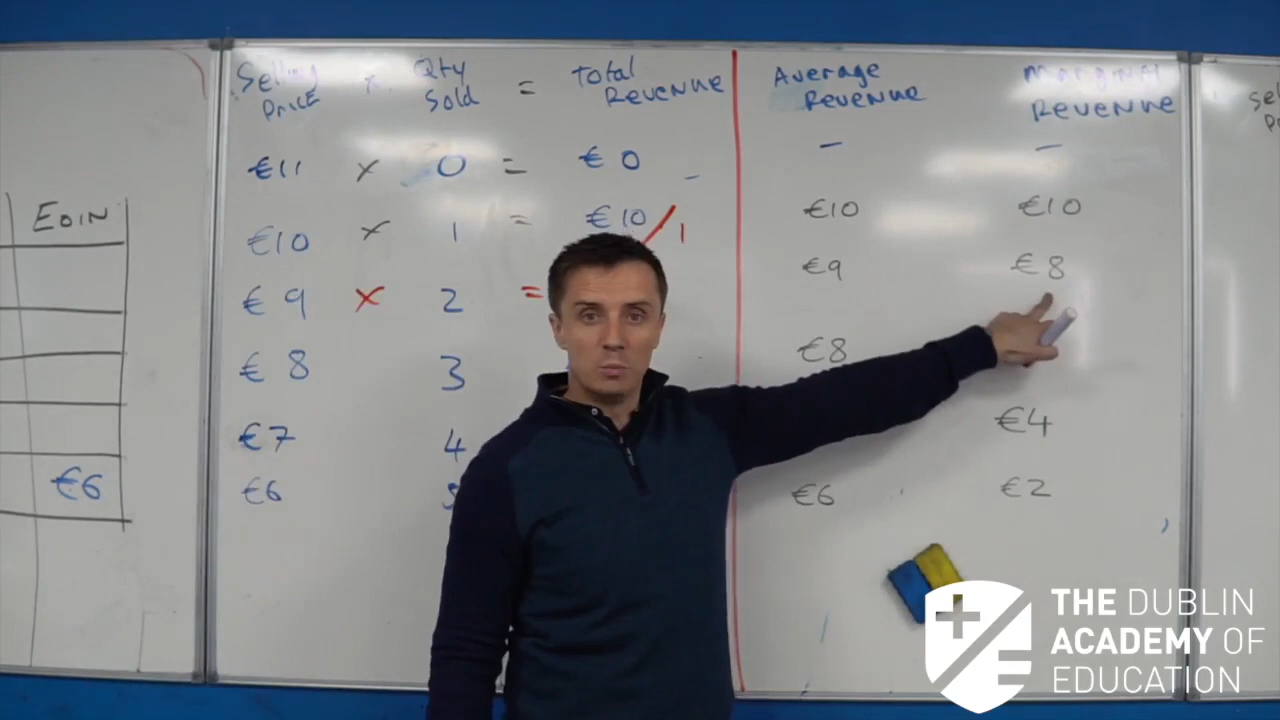 EOIN
€6
Selling Price x Qty Sold = Total Revenue
€11 x 0 = € 0
€10 x 1 = €10 / 1
€ 9 x 2 =
€ 8 3
€7 4
€6
Average Revenue Marginal Revenue
- -
€10 €10
€9 €8
€8
€4
€6 €2
THE DUBLIN
ACADEMY OF
EDUCATION